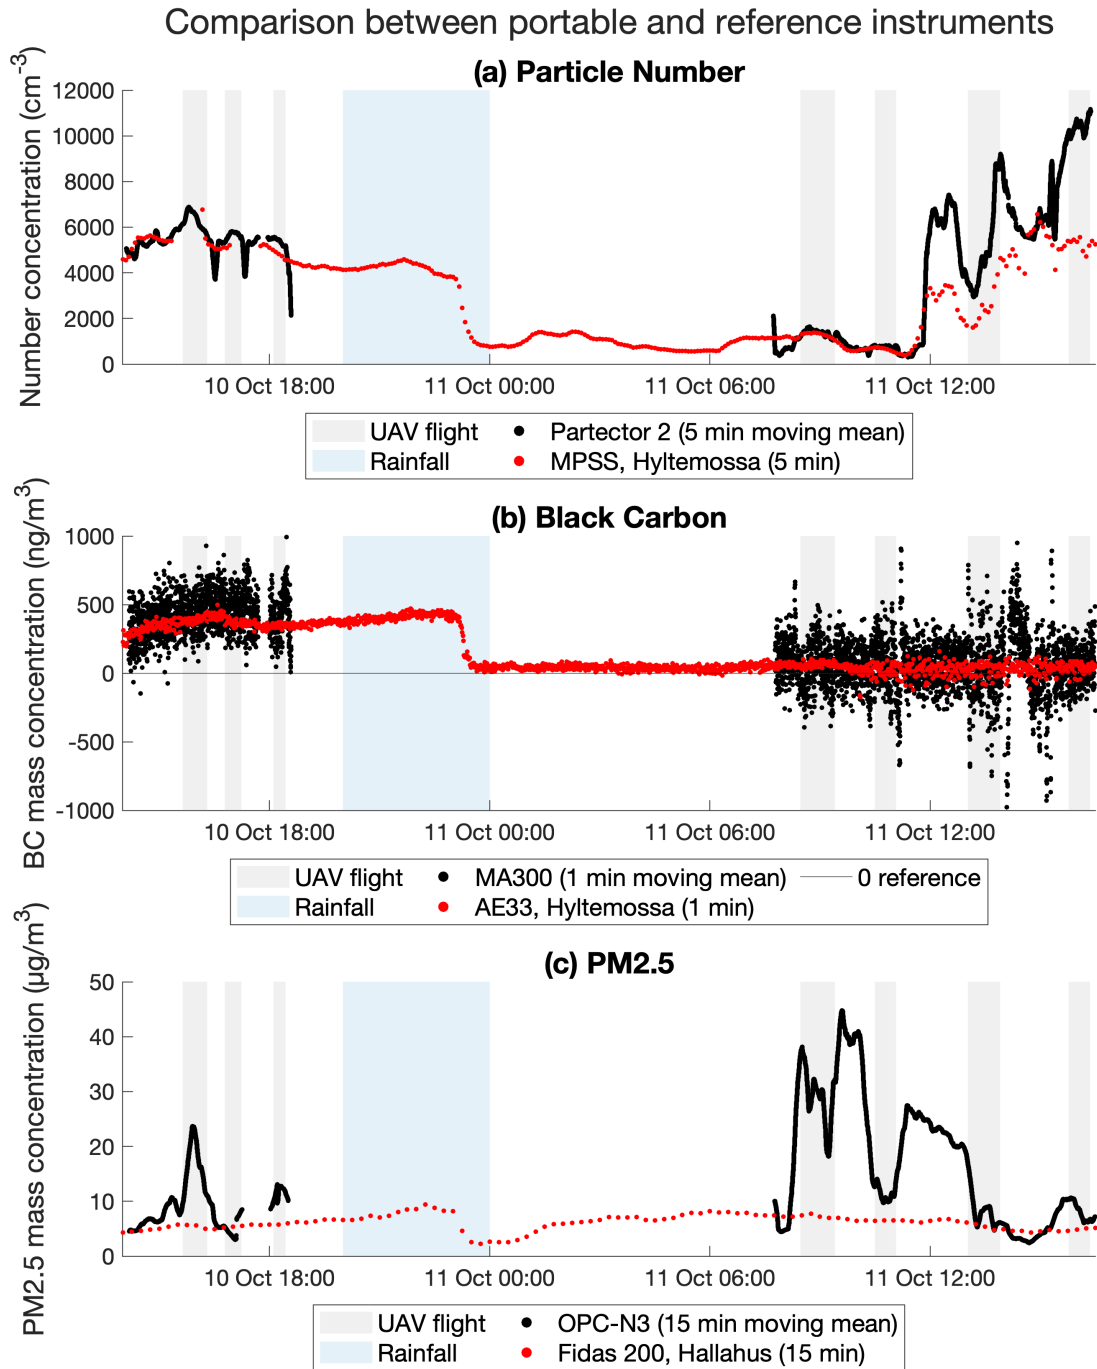 Comparison between portable and reference instruments
(a) Particle Number
Number concentration (cm⁻³)
12000
10000
8000
6000
4000
2000
0
10 Oct 18:00
11 Oct 00:00
11 Oct 06:00
11 Oct 12:00
UAV flight
Partector 2 (5 min moving mean)
Rainfall
MPSS, Hyltemossa (5 min)
(b) Black Carbon
BC mass concentration (ng/m³)
1000
500
0
-500
-1000
10 Oct 18:00
11 Oct 00:00
11 Oct 06:00
11 Oct 12:00
UAV flight
MA300 (1 min moving mean)
0 reference
Rainfall
AE33, Hyltemossa (1 min)
(c) PM2.5
PM2.5 mass concentration (μg/m³)
50
40
30
20
10
0
10 Oct 18:00
11 Oct 00:00
11 Oct 06:00
11 Oct 12:00
UAV flight
OPC-N3 (15 min moving mean)
Rainfall
Fidas 200, Hallahus (15 min)